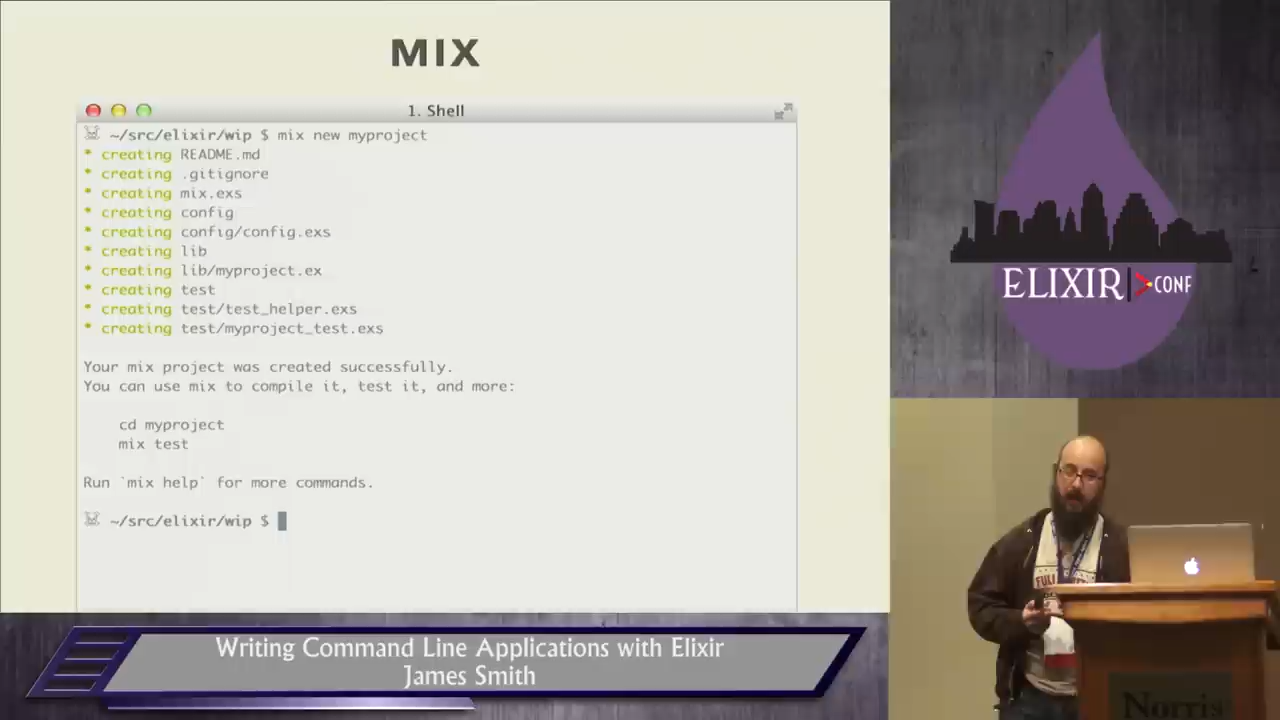 MIX
1. Shell
~/src/elixir/wip $ mix new myproject
* creating README.md
* creating .gitignore
* creating mix.exs
* creating config
* creating config/config.exs
* creating lib
* creating lib/myproject.ex
* creating test
* creating test/test_helper.exs
* creating test/myproject_test.exs
Your mix project was created successfully.
You can use mix to compile it, test it, and more:
cd myproject
mix test
Run `mix help` for more commands.
~/src/elixir/wip $
ELIXIR CONF
FULL
Norris
Writing Command Line Applications with Elixir
James Smith